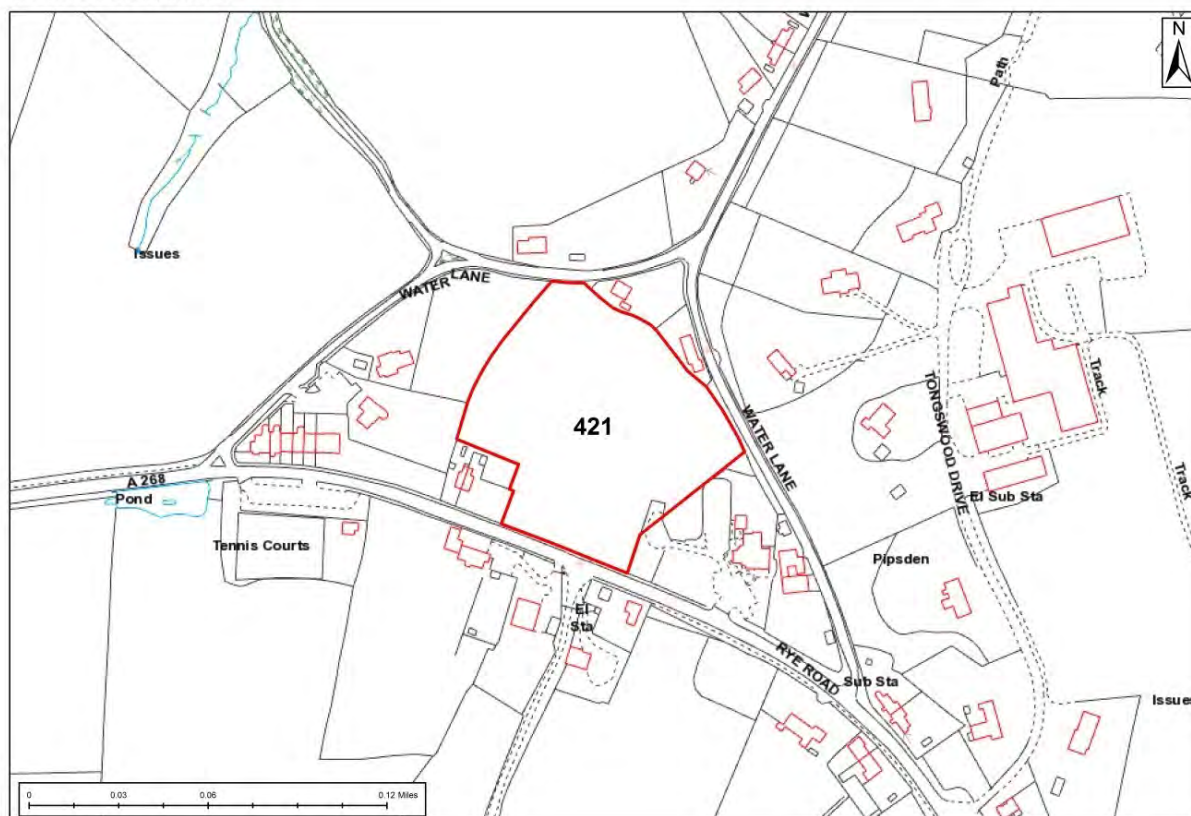 N
Path
Issues
WATER LANE
421
WATER LANE
TONGSWOOD DRIVE
Track
Track
A 268
Pond
Tennis Courts
El Sub Sta
Pipsden
El
Sta
RYE ROAD
Sub Sta
Issues
0 0.03 0.06 0.12 Miles